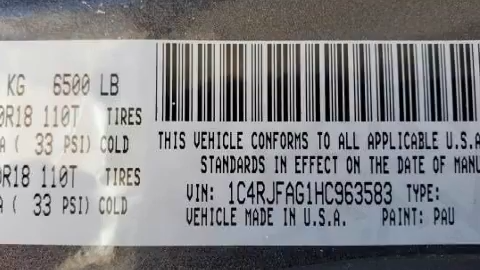 KG 6500 LB
0R18 110T TIRES
A ( 33 PSI) COLD
0R18 110T TIRES
A ( 33 PSI) COLD
THIS VEHICLE CONFORMS TO ALL APPLICABLE U.S.A
STANDARDS IN EFFECT ON THE DATE OF MANU
VIN: 1C4RJFAG1HC963583 TYPE:
VEHICLE MADE IN U.S.A. PAINT: PAU